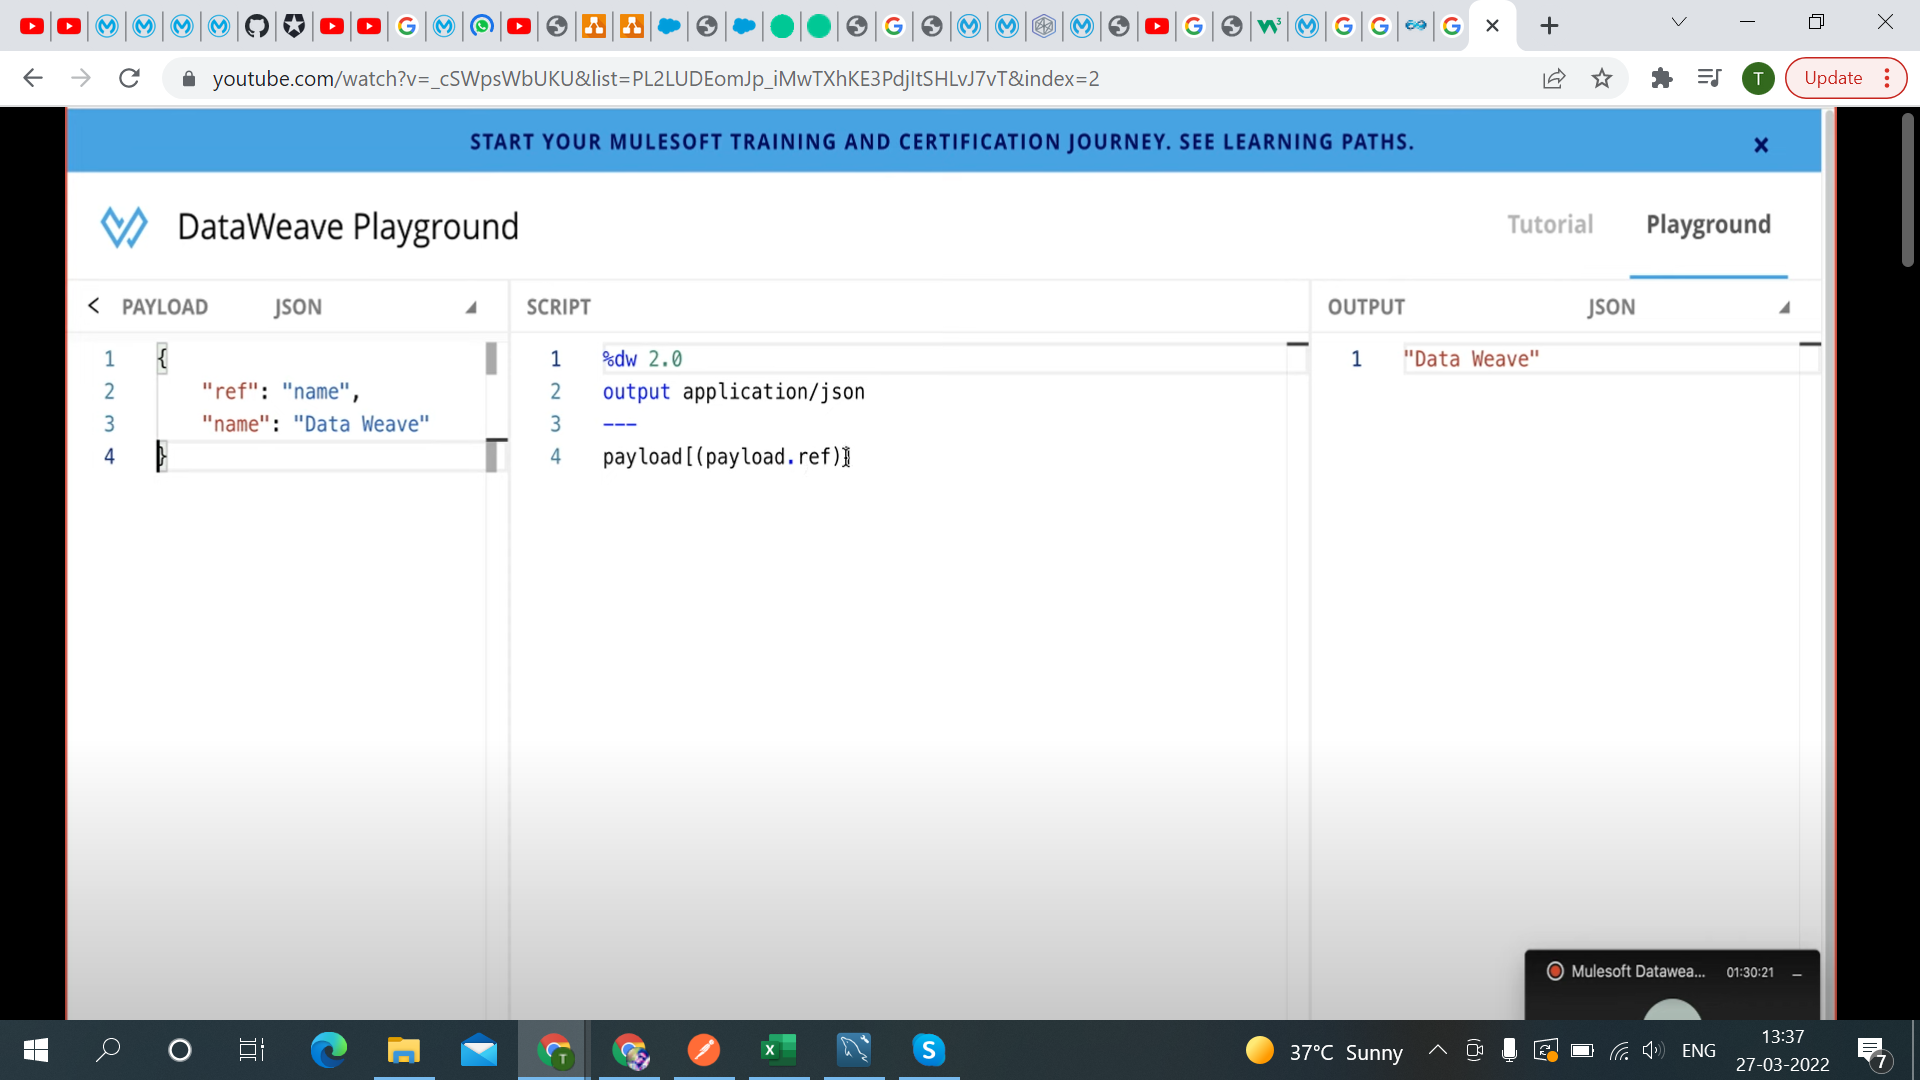 youtube.com/watch?v=_cSWpsWbUKU&list=PL2LUDEomJp_iMwTXhKE3PdjItSHLvJ7vT&index=2
T
Update
START YOUR MULESOFT TRAINING AND CERTIFICATION JOURNEY. SEE LEARNING PATHS.
DataWeave Playground
Tutorial
Playground
PAYLOAD
JSON
SCRIPT
OUTPUT
JSON
1 {
2 "ref": "name",
3 "name": "Data Weave"
4 }
1 %dw 2.0
2 output application/json
3 ---
4 payload[(payload.ref)]
1 "Data Weave"
Mulesoft Datawea... 01:30:21
37°C Sunny
ENG
13:37
27-03-2022
7